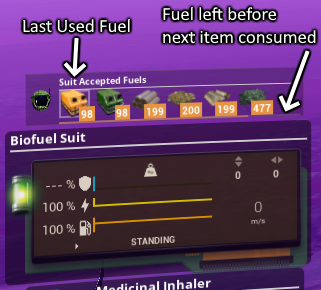 Last Used Fuel
Fuel left before
next item consumed
Suit Accepted Fuels
98 98 199 200 199 477
Biofuel Suit
--- %
0 0
100 %
0
m/s
100 %
STANDING
Medicinal Inhaler